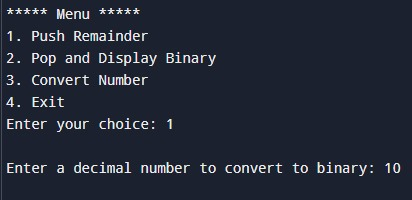 ***** Menu *****
1. Push Remainder
2. Pop and Display Binary
3. Convert Number
4. Exit
Enter your choice: 1
Enter a decimal number to convert to binary: 10